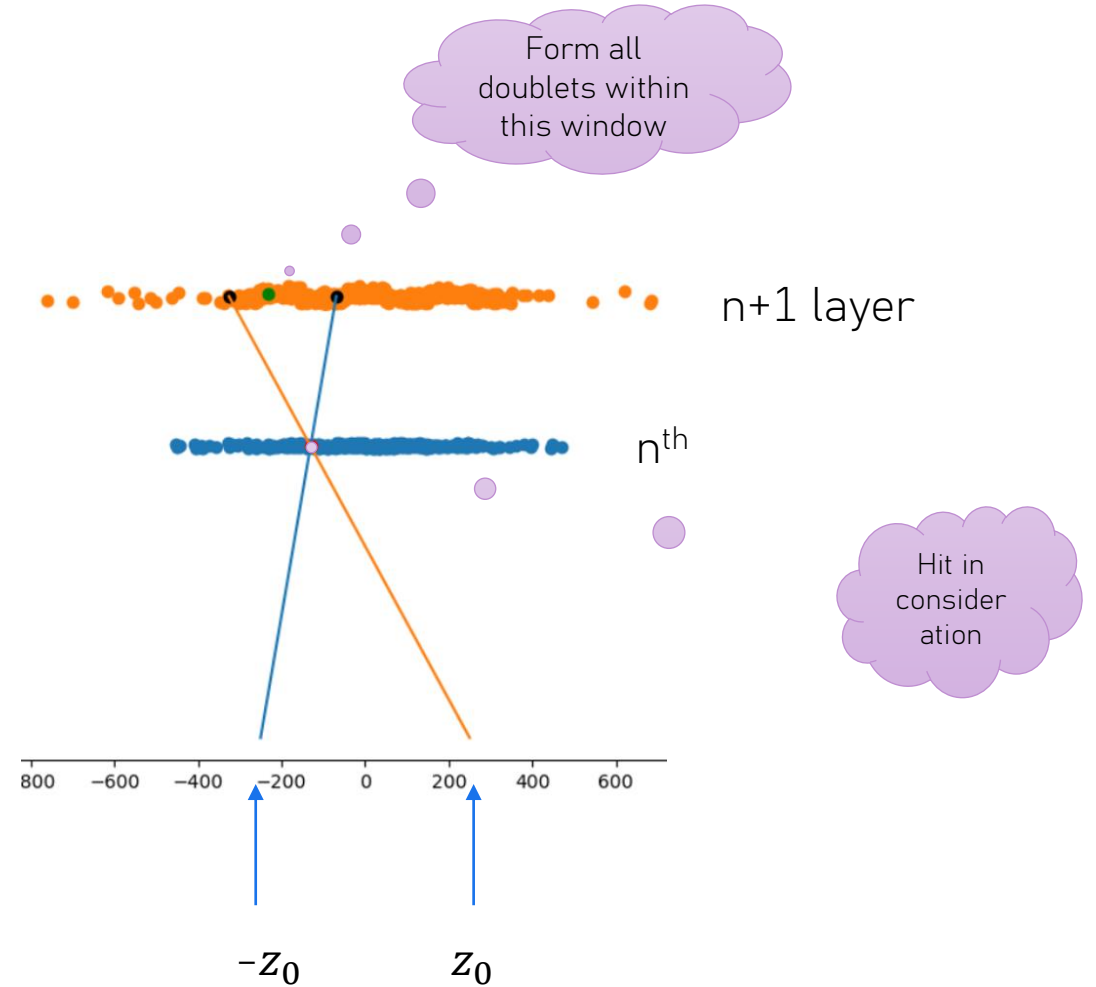 Form all
doublets within
this window
n+1 layer
nᵗʰ
Hit in
consider
ation
800 −600 −400 −200 0 200 400 600
-z₀ z₀